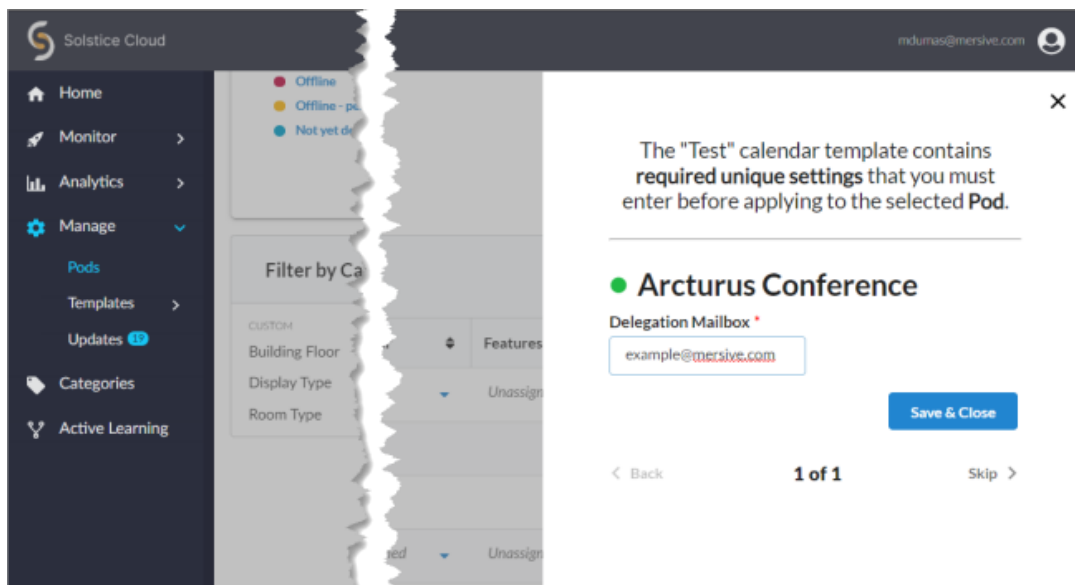 Solstice Cloud
mdumas@mersive.com
Home
Monitor
Analytics
Manage
Pods
Templates
Updates 19
Categories
Active Learning
Offline
Offline -
Not yet
Filter by Ca
CUSTOM
Building Floor
Display Type
Room Type
Features
Unassign
Unassign
The "Test" calendar template contains
required unique settings that you must
enter before applying to the selected Pod.
Arcturus Conference
Delegation Mailbox *
example@mersive.com
Save & Close
Back
1 of 1
Skip